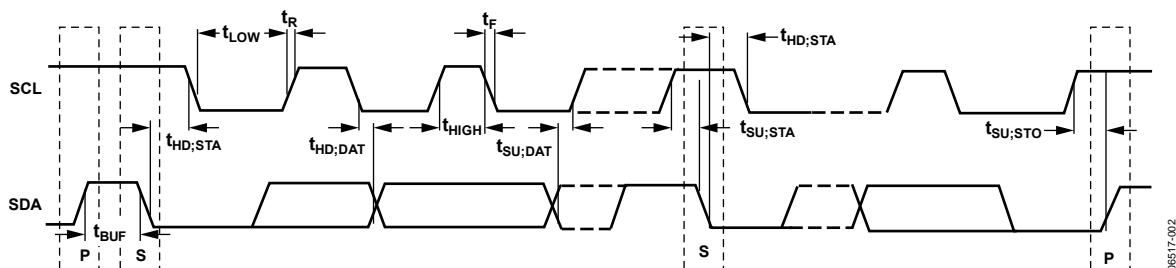 tR
tF
tLOW
tHD;STA
SCL
tHD;STA
tHD;DAT
tHIGH
tSU;DAT
tSU;STA
tSU;STO
SDA
tBUF
P
S
S
P
06517-002